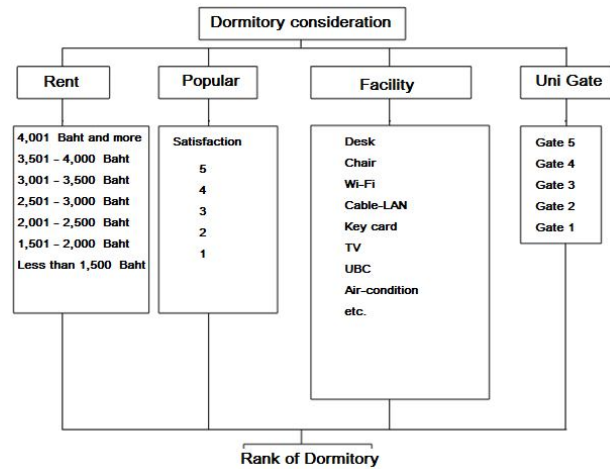 Dormitory consideration
Rent
Popular
Facility
Uni Gate
4,001 Baht and more
3,501 - 4,000 Baht
3,001 - 3,500 Baht
2,501 - 3,000 Baht
2,001 - 2,500 Baht
1,501 - 2,000 Baht
Less than 1,500 Baht
Satisfaction
5
4
3
2
1
Desk
Chair
Wi-Fi
Cable-LAN
Key card
TV
UBC
Air-condition
etc.
Gate 5
Gate 4
Gate 3
Gate 2
Gate 1
Rank of Dormitory